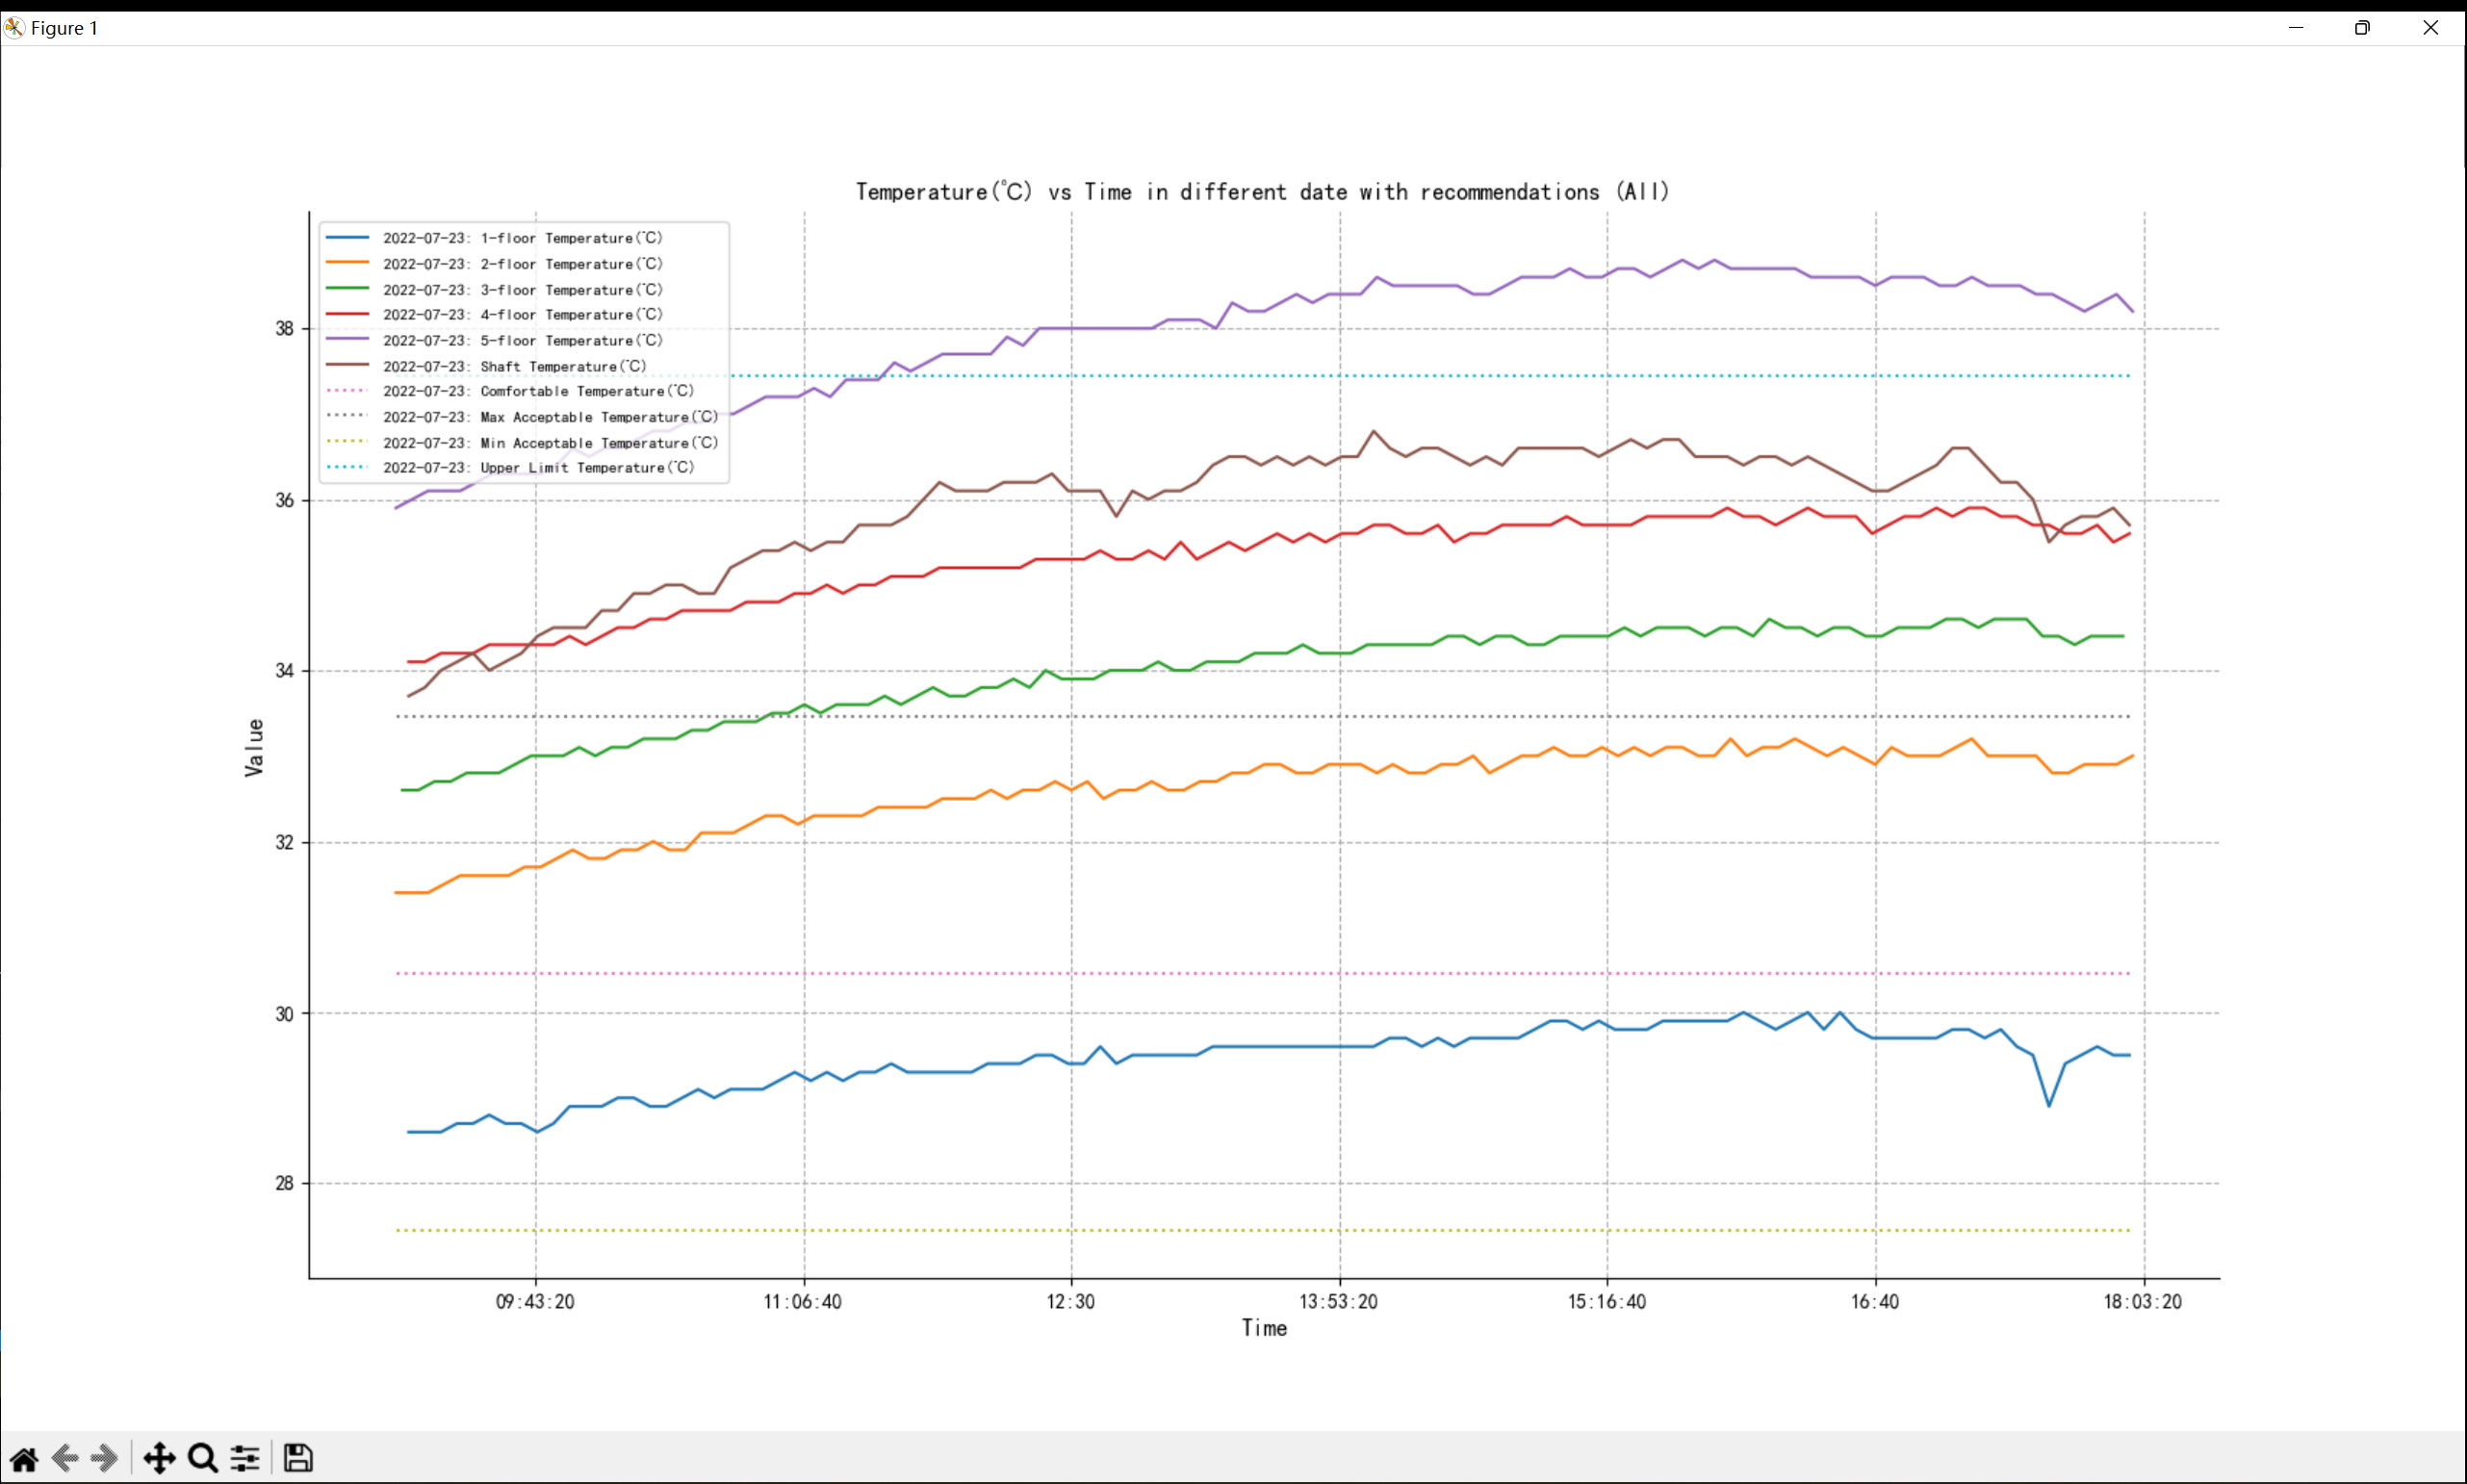 Figure 1
Temperature(℃) vs Time in different date with recommendations (All)
2022-07-23: 1-floor Temperature(℃)
2022-07-23: 2-floor Temperature(℃)
2022-07-23: 3-floor Temperature(℃)
2022-07-23: 4-floor Temperature(℃)
2022-07-23: 5-floor Temperature(℃)
2022-07-23: Shaft Temperature(℃)
2022-07-23: Comfortable Temperature(℃)
2022-07-23: Max Acceptable Temperature(℃)
2022-07-23: Min Acceptable Temperature(℃)
2022-07-23: Upper Limit Temperature(℃)
38
36
34
32
30
28
Value
09:43:20 11:06:40 12:30 13:53:20 15:16:40 16:40 18:03:20
Time